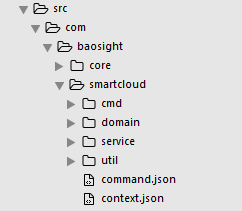 src
com
baosight
core
smartcloud
cmd
domain
service
util
command.json
context.json